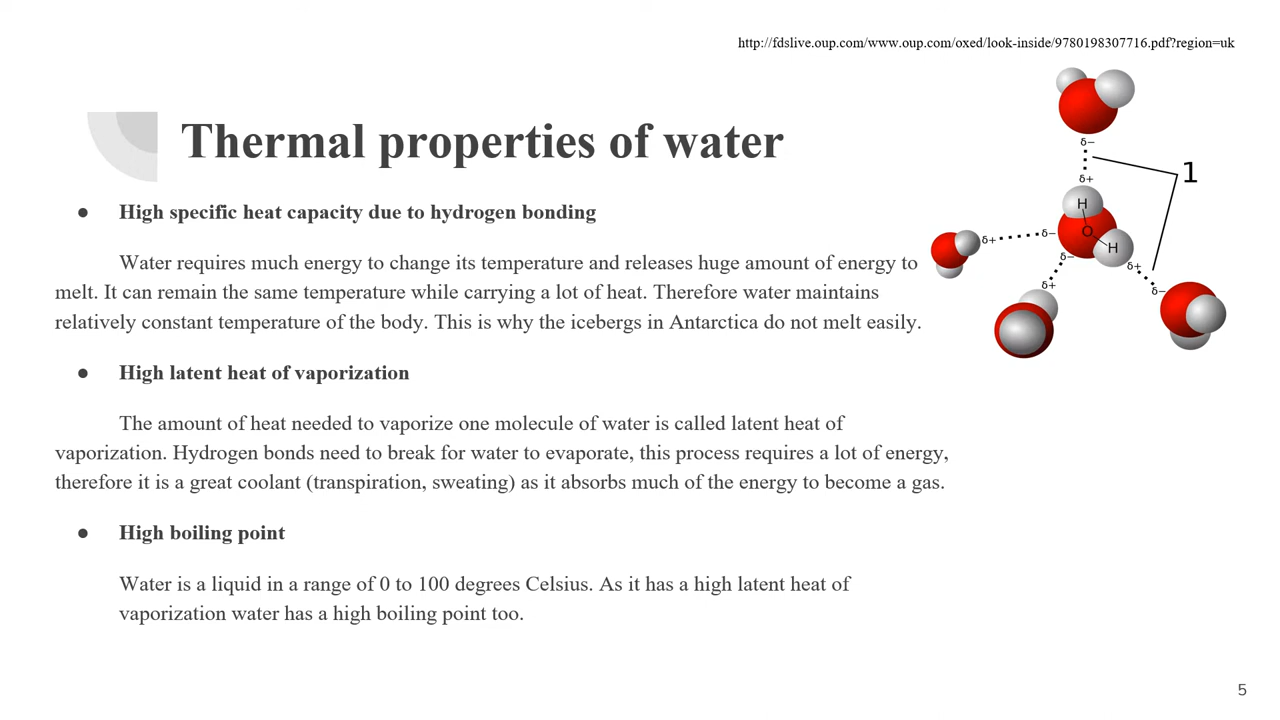 http://fdslive.oup.com/www.oup.com/oxed/look-inside/9780198307716.pdf?region=uk
Thermal properties of water
● High specific heat capacity due to hydrogen bonding
Water requires much energy to change its temperature and releases huge amount of energy to
melt. It can remain the same temperature while carrying a lot of heat. Therefore water maintains
relatively constant temperature of the body. This is why the icebergs in Antarctica do not melt easily.
● High latent heat of vaporization
The amount of heat needed to vaporize one molecule of water is called latent heat of
vaporization. Hydrogen bonds need to break for water to evaporate, this process requires a lot of energy,
therefore it is a great coolant (transpiration, sweating) as it absorbs much of the energy to become a gas.
● High boiling point
Water is a liquid in a range of 0 to 100 degrees Celsius. As it has a high latent heat of
vaporization water has a high boiling point too.
δ−
1
δ+
H
δ+ δ− O
H
δ− δ+
δ+ δ−
5